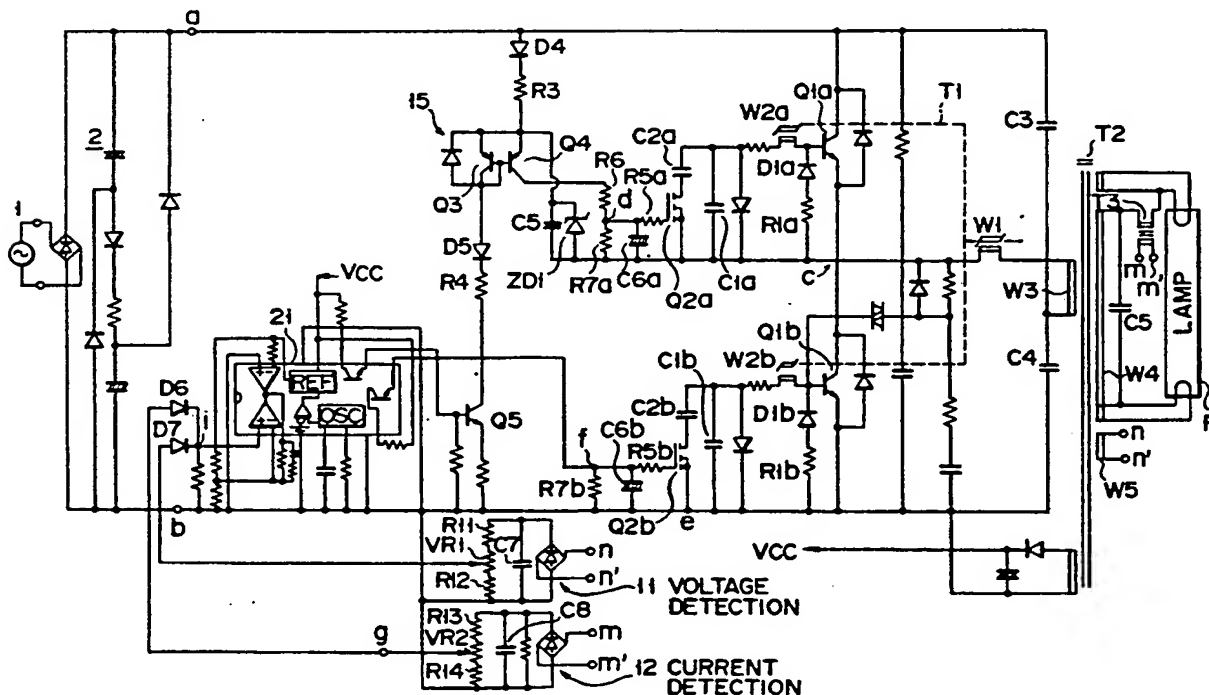 a
D4
R3
15
Q1a
T1
W2a
C3
T2
2
C2a
Q4
R6
R5a
D1a
1
Q3
d
3
R1a
W1
C5
m
m'
D5
VCC
ZD1
R7a
C6a
Q2a
C1a
c
R4
W3
LAMP
21
Q1b
C5
C4
REF
C1b
W2b
W4
D6
OSC
C2b
D7
i
Q5
C6b
D1b
n
f
R5b
n'
R7b
R1b
W5
b
Q2b
e
R11
VR1
C7
n
VCC
R12
n'
11 VOLTAGE
DETECTION
R13
C8
g
VR2
m
R14
m'
12 CURRENT
DETECTION